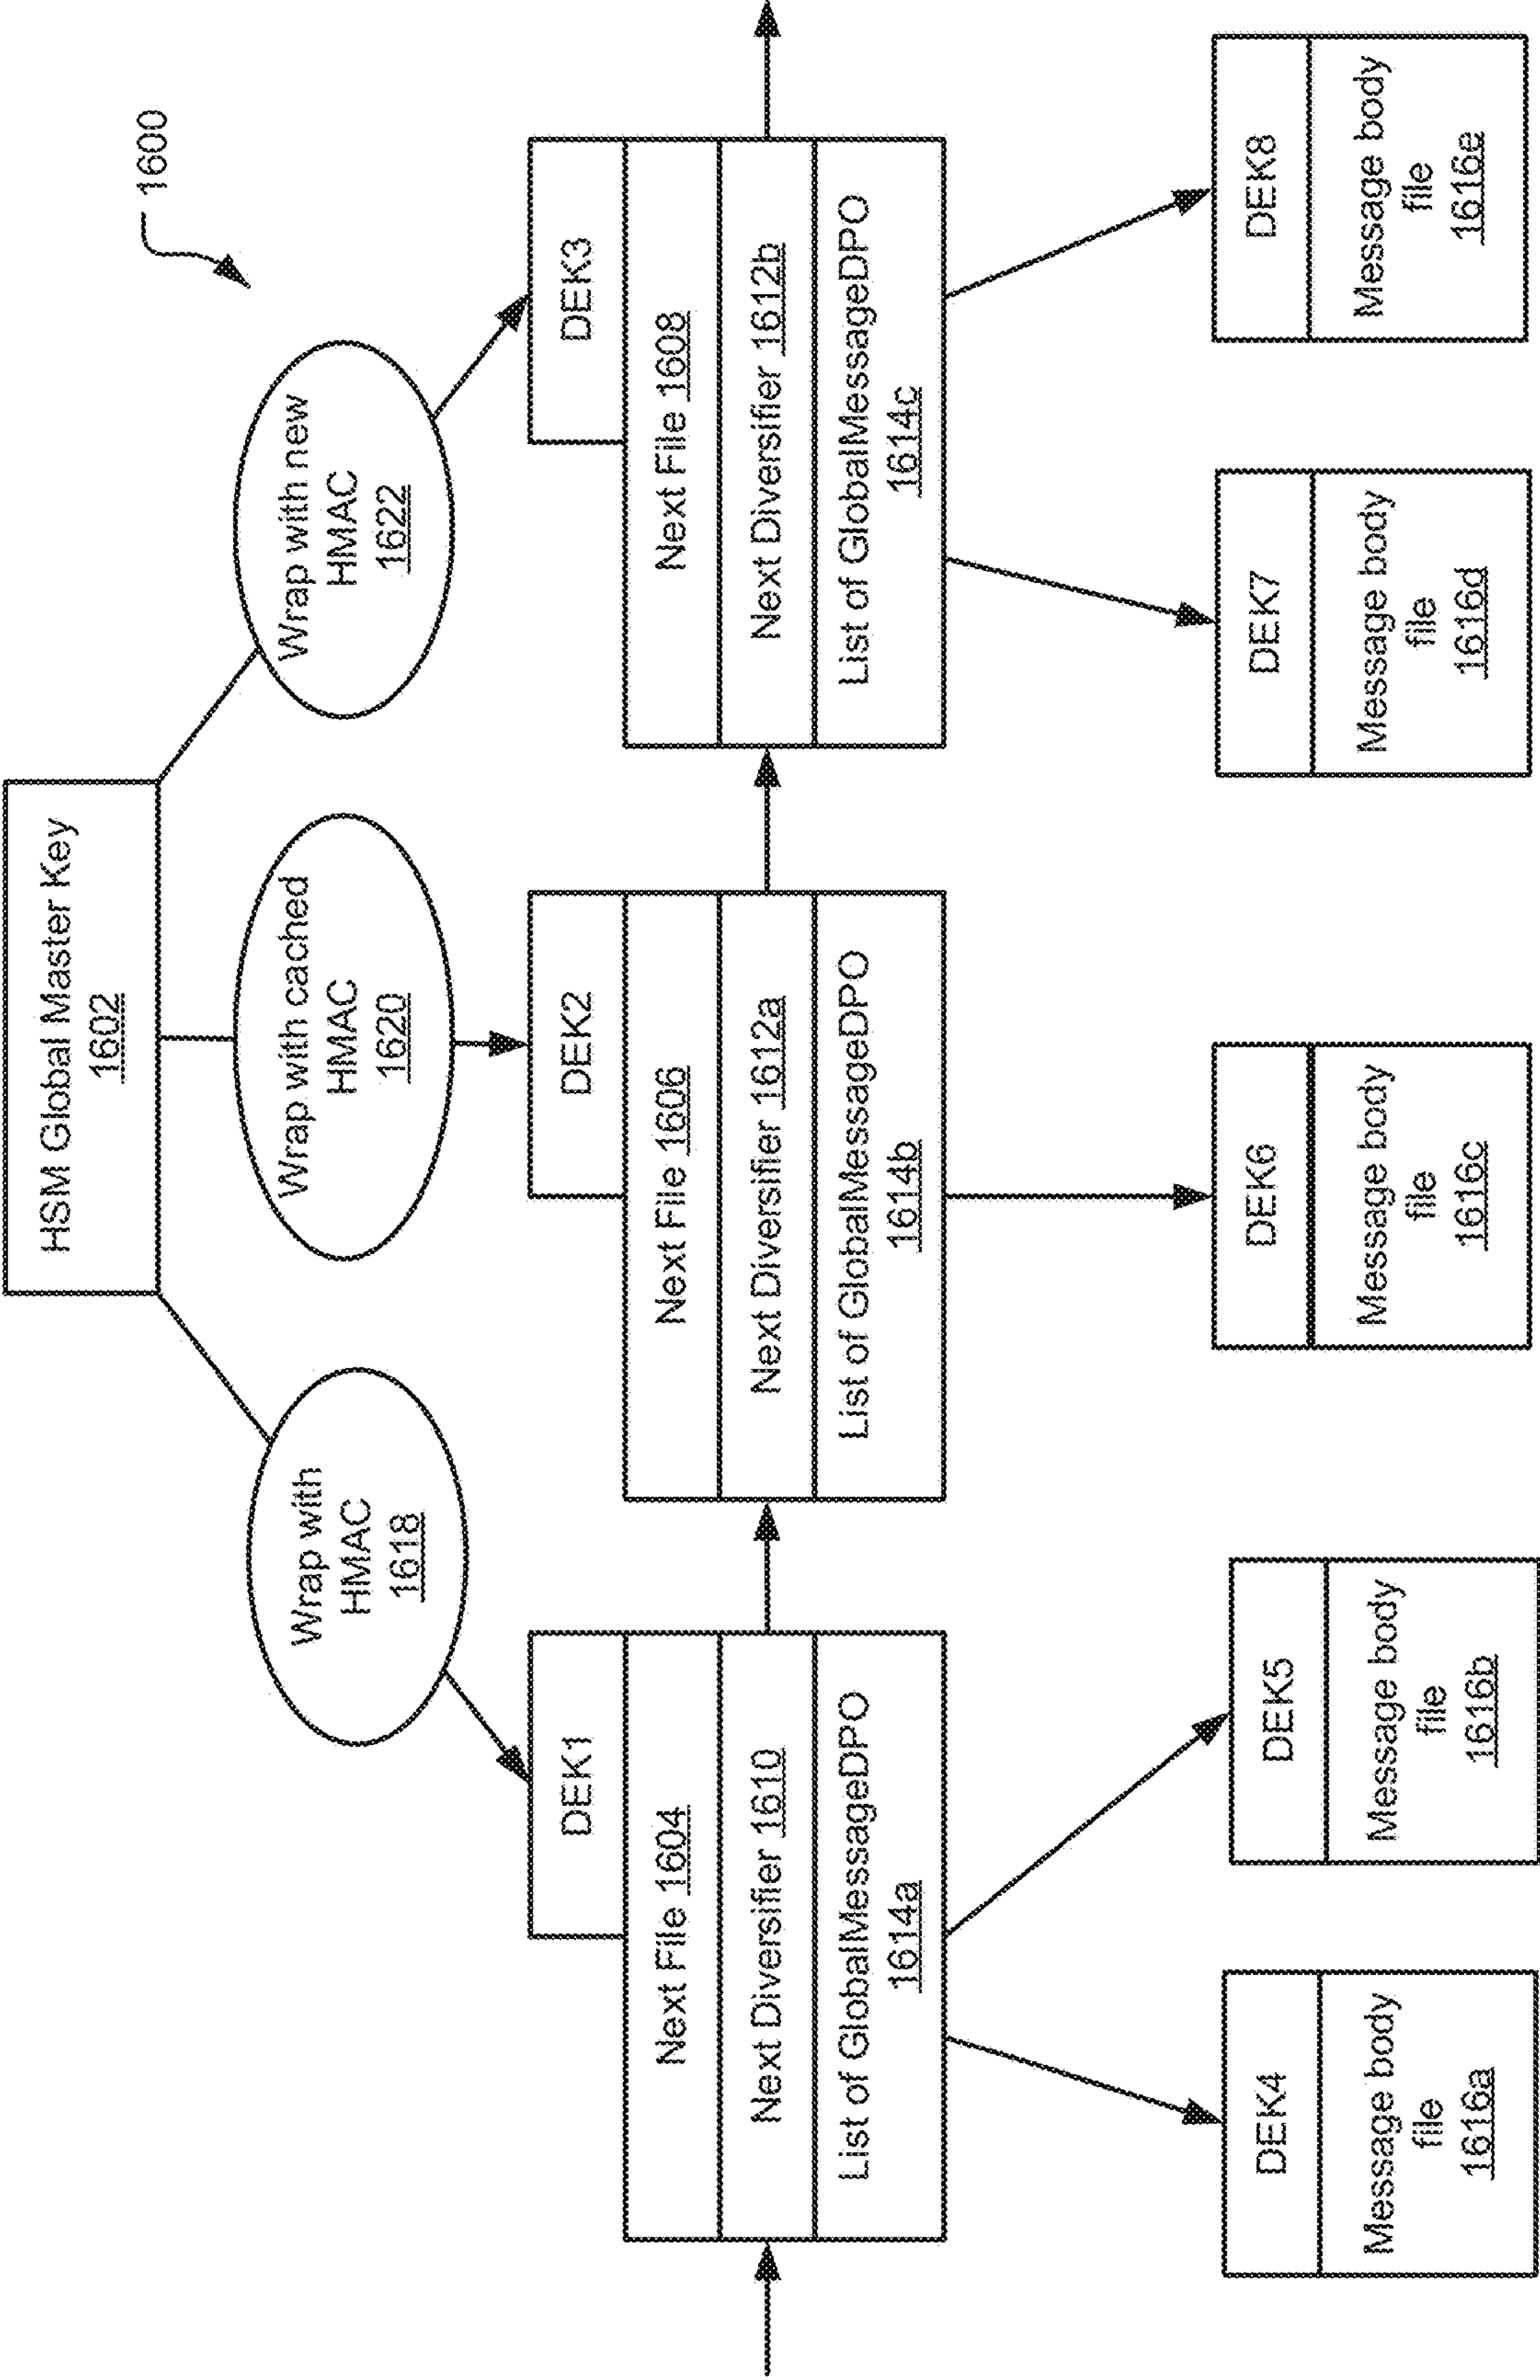 1600
HSM Global Master Key
1602
Wrap with
HMAC
1618
Wrap with cached
HMAC
1620
Wrap with new
HMAC
1622
DEK1
Next File 1604
Next Diversifier 1610
List of GlobalMessageDPO
1614a
DEK2
Next File 1606
Next Diversifier 1612a
List of GlobalMessageDPO
1614b
DEK3
Next File 1608
Next Diversifier 1612b
List of GlobalMessageDPO
1614c
DEK4
Message body
file
1616a
DEK5
Message body
file
1616b
DEK6
Message body
file
1616c
DEK7
Message body
file
1616d
DEK8
Message body
file
1616e